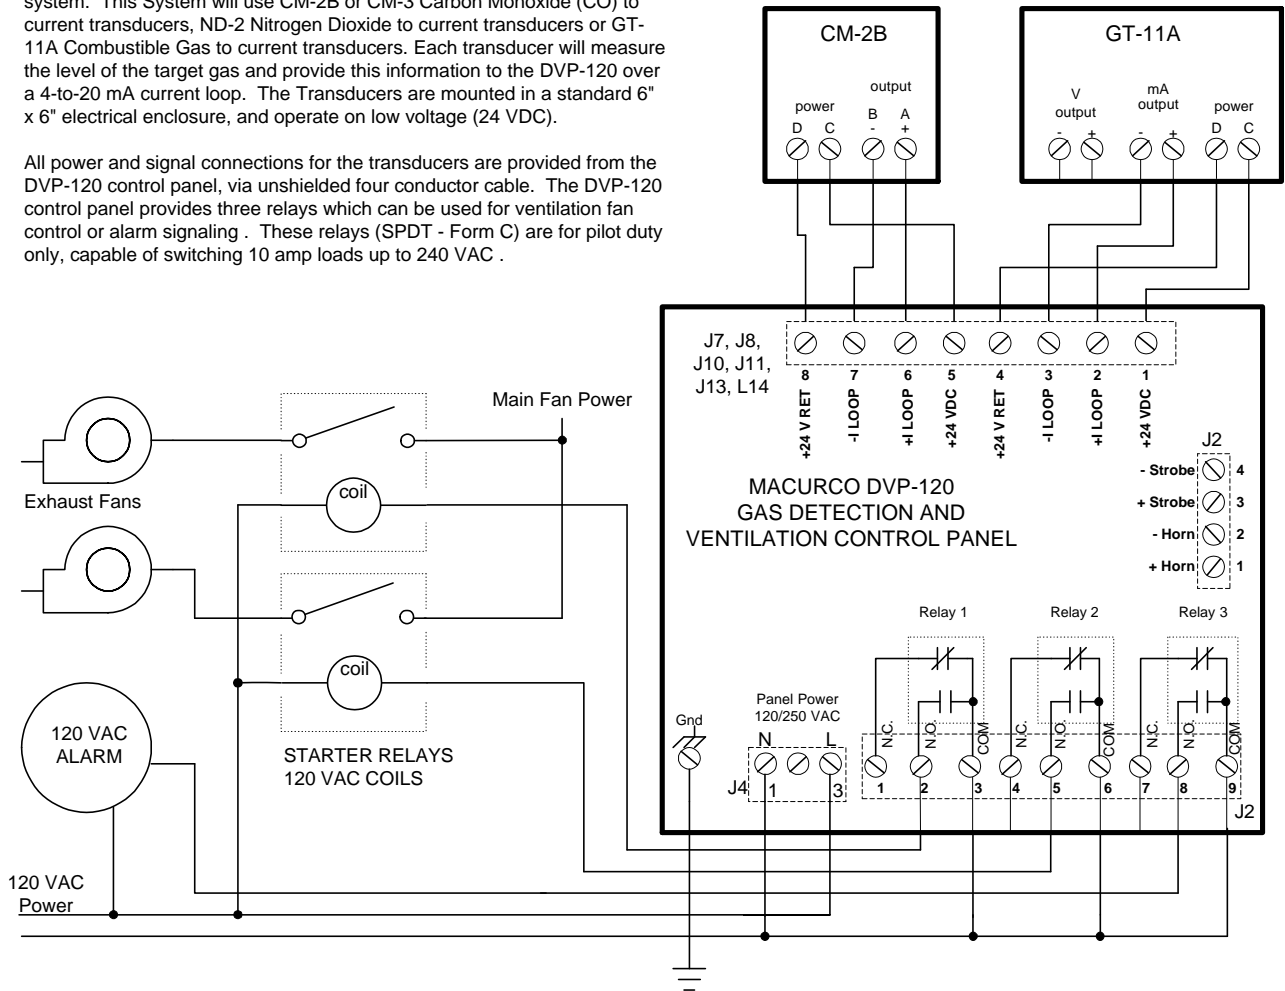 system. This System will use CM-2B or CM-3 Carbon Monoxide (CO) to
current transducers, ND-2 Nitrogen Dioxide to current transducers or GT-
11A Combustible Gas to current transducers. Each transducer will measure
the level of the target gas and provide this information to the DVP-120 over
a 4-to-20 mA current loop. The Transducers are mounted in a standard 6"
x 6" electrical enclosure, and operate on low voltage (24 VDC).
All power and signal connections for the transducers are provided from the
DVP-120 control panel, via unshielded four conductor cable. The DVP-120
control panel provides three relays which can be used for ventilation fan
control or alarm signaling . These relays (SPDT - Form C) are for pilot duty
only, capable of switching 10 amp loads up to 240 VAC .
CM-2B
output
power B A
D C - +
GT-11A
V
output
mA
output
power
- + - + D C
J7, J8,
J10, J11,
J13, L14
8 7 6 5 4 3 2 1
+24 V RET
-I LOOP
+I LOOP
+24 VDC
+24 V RET
-I LOOP
+I LOOP
+24 VDC
J2
- Strobe 4
+ Strobe 3
- Horn 2
+ Horn 1
MACURCO DVP-120
GAS DETECTION AND
VENTILATION CONTROL PANEL
Main Fan Power
Exhaust Fans
coil
coil
STARTER RELAYS
120 VAC COILS
120 VAC
ALARM
120 VAC
Power
Relay 1
Relay 2
Relay 3
Gnd
Panel Power
120/250 VAC
N L
J4 1 3
N.C. N.O. COM N.C. N.O. COM N.C. N.O. COM
1 2 3 4 5 6 7 8 9
J2